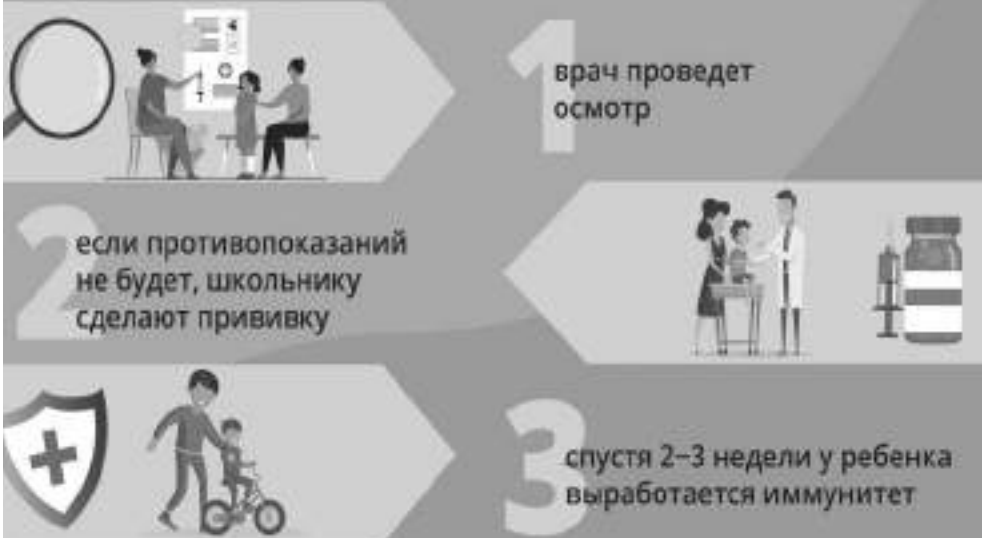 1
врач проведет
осмотр
2
если противопоказаний
не будет, школьнику
сделают прививку
3
спустя 2–3 недели у ребенка
выработается иммунитет